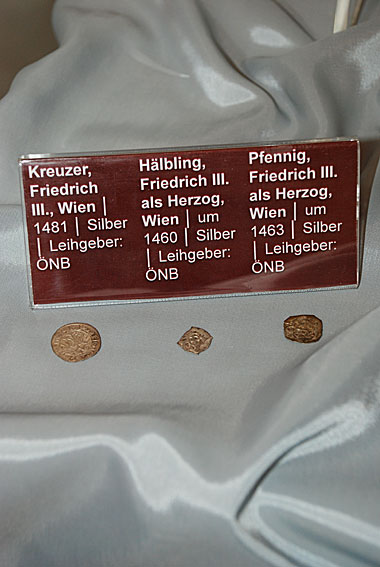 Kreuzer,
Friedrich
III., Wien |
1481 | Silber
| Leihgeber:
ÖNB
Hälbling,
Friedrich III.
als Herzog,
Wien | um
1460 | Silber
| Leihgeber:
ÖNB
Pfennig,
Friedrich III.
als Herzog,
Wien | um
1463 | Silber
| Leihgeber:
ÖNB